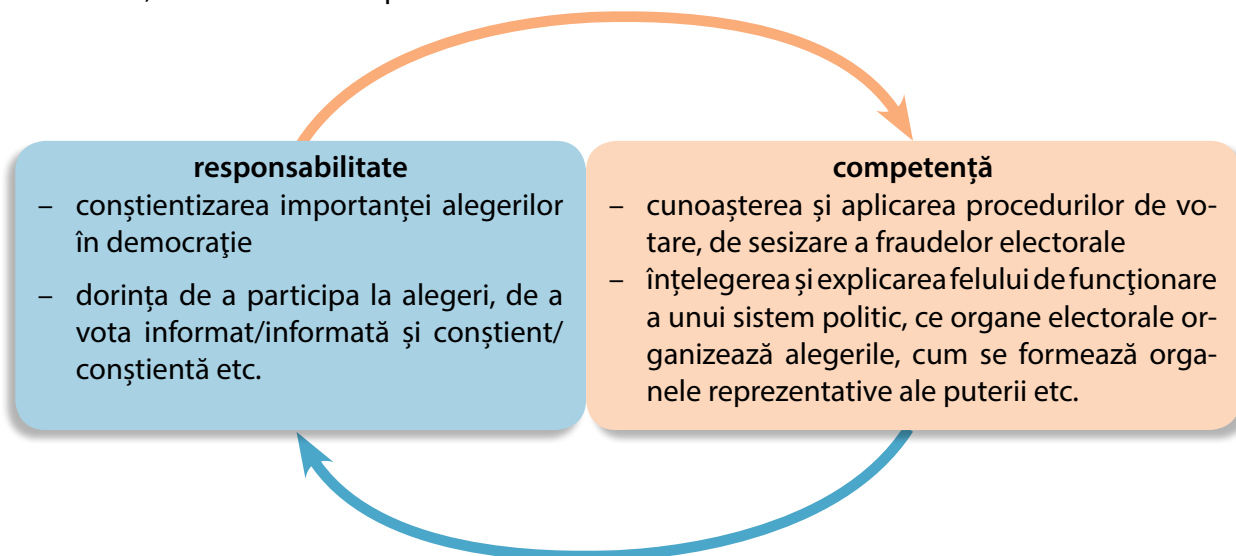 responsabilitate
– conștientizarea importanței alegerilor
în democraţie
– dorința de a participa la alegeri, de a
vota informat/informată și conștient/
conștientă etc.
competență
– cunoașterea și aplicarea procedurilor de vo-
tare, de sesizare a fraudelor electorale
– înțelegerea și explicarea felului de funcţionare
a unui sistem politic, ce organe electorale or-
ganizează alegerile, cum se formează orga-
nele reprezentative ale puterii etc.